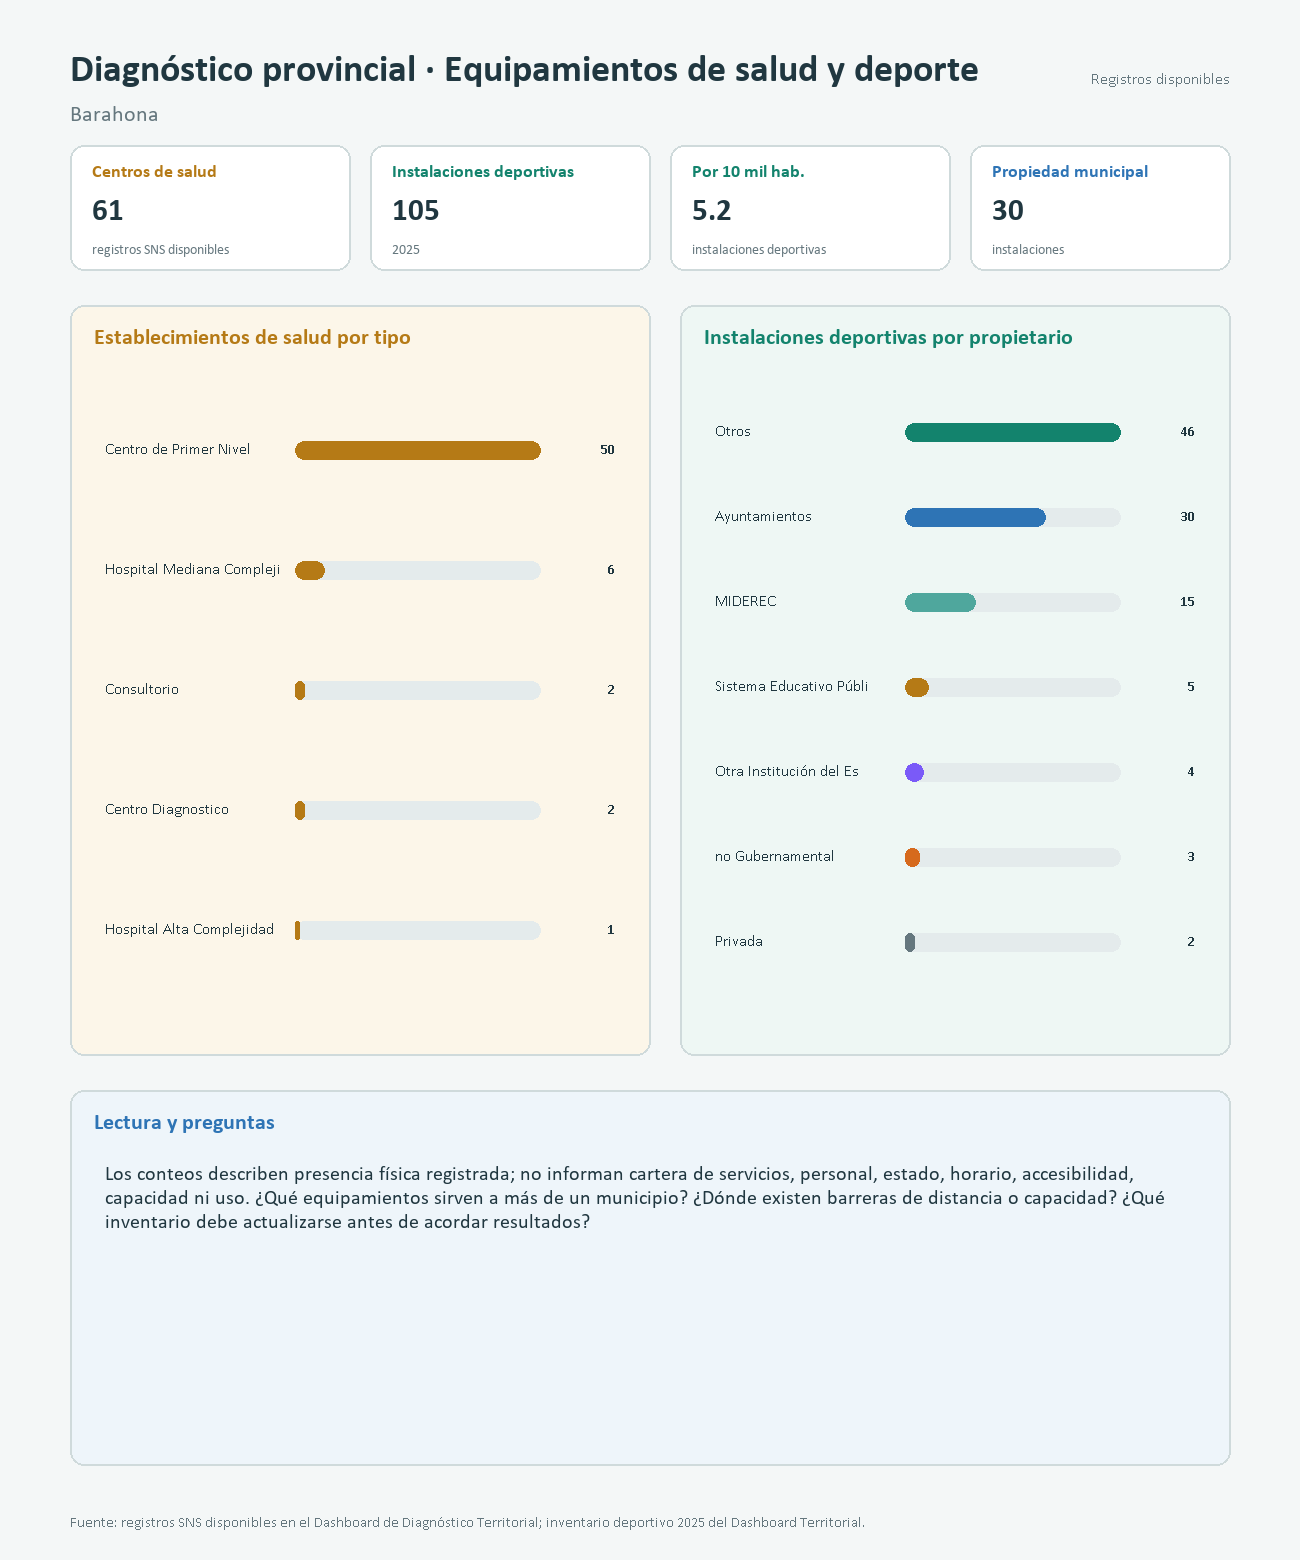 Diagnóstico provincial · Equipamientos de salud y deporte
Registros disponibles
Barahona
Centros de salud
61
registros SNS disponibles
Instalaciones deportivas
105
2025
Por 10 mil hab.
5.2
instalaciones deportivas
Propiedad municipal
30
instalaciones
Establecimientos de salud por tipo
Centro de Primer Nivel 50
Hospital Mediana Compleji 6
Consultorio 2
Centro Diagnostico 2
Hospital Alta Complejidad 1
Instalaciones deportivas por propietario
Otros 46
Ayuntamientos 30
MIDEREC 15
Sistema Educativo Públi 5
Otra Institución del Es 4
no Gubernamental 3
Privada 2
Lectura y preguntas
Los conteos describen presencia física registrada; no informan cartera de servicios, personal, estado, horario, accesibilidad,
capacidad ni uso. ¿Qué equipamientos sirven a más de un municipio? ¿Dónde existen barreras de distancia o capacidad? ¿Qué
inventario debe actualizarse antes de acordar resultados?
Fuente: registros SNS disponibles en el Dashboard de Diagnóstico Territorial; inventario deportivo 2025 del Dashboard Territorial.